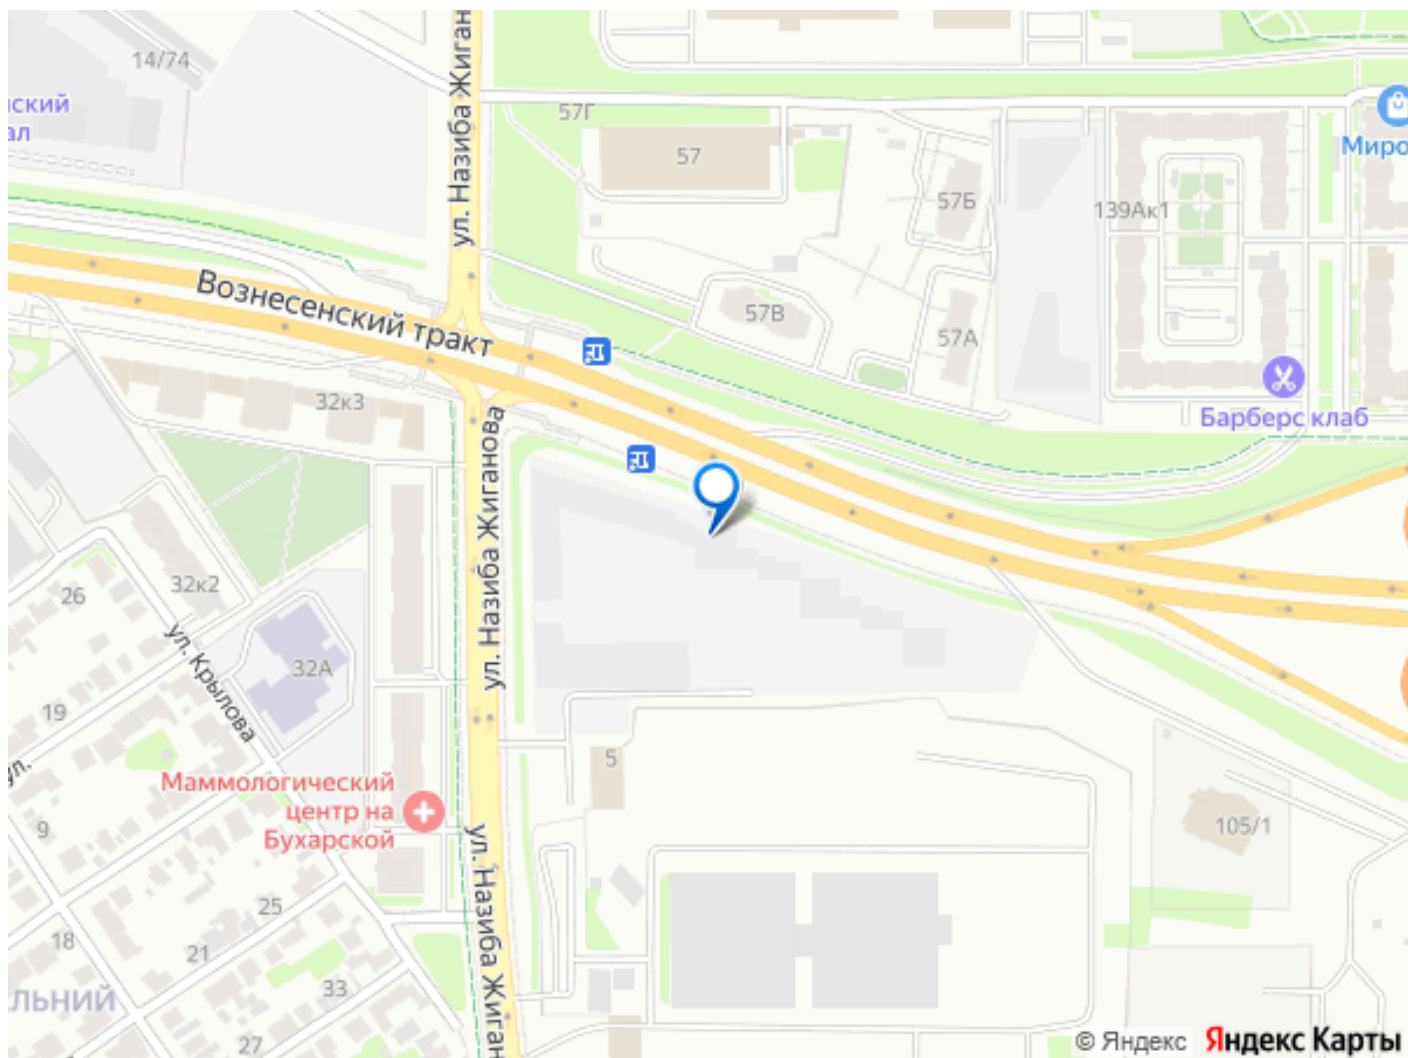 14/74
ул. Назиба Жиган
нский
ал
57Г
57
Миро
57Б
139Ак1
Вознесенский тракт
57В
57А
32к3
Барберс клаб
ул. Назиба Жиганова
32к2
26
ул. Крылова
32А
19
ул.
5
Маммологический
центр на
Бухарской
9
105/1
ул. Назиба Жиган
25
18
21
33
льний
27
© Яндекс Яндекс Карты